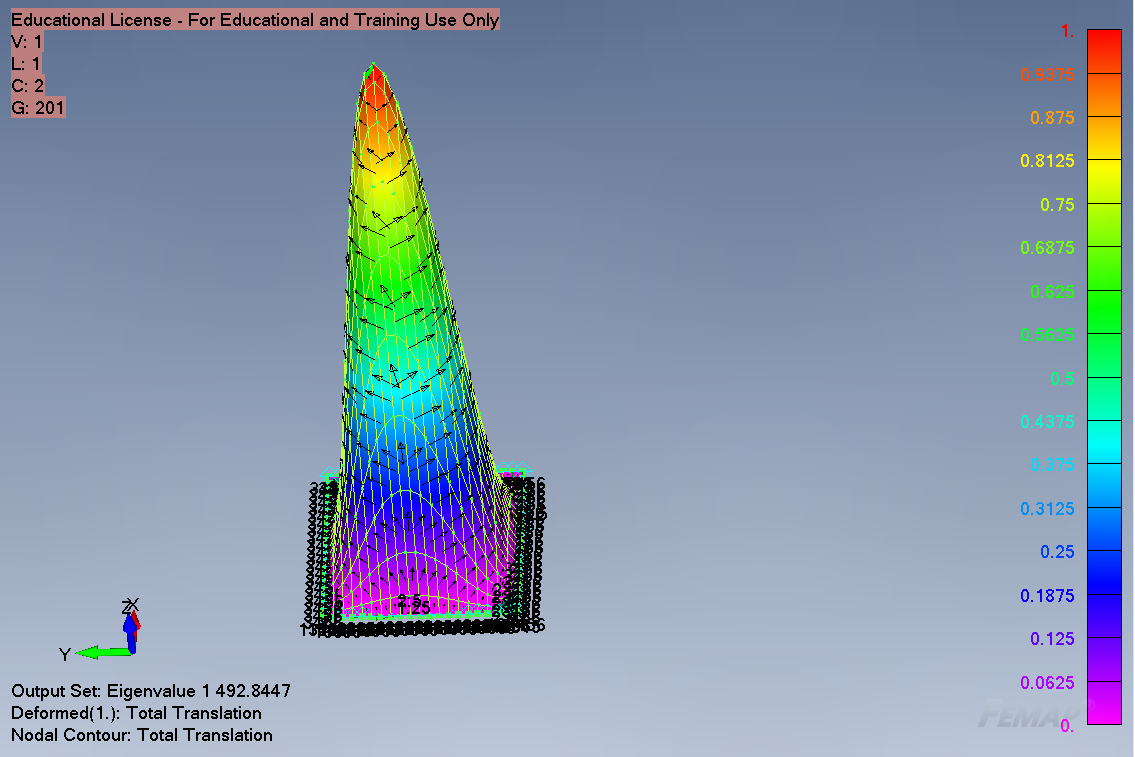 Educational License - For Educational and Training Use Only
V: 1
L: 1
C: 2
G: 201
1.
0.9375
0.875
0.8125
0.75
0.6875
0.625
0.5625
0.5
0.4375
0.375
0.3125
0.25
0.1875
0.125
0.0625
0.
1.25
Z
X
Y
FEMAP
Output Set: Eigenvalue 1 492.8447
Deformed(1.): Total Translation
Nodal Contour: Total Translation